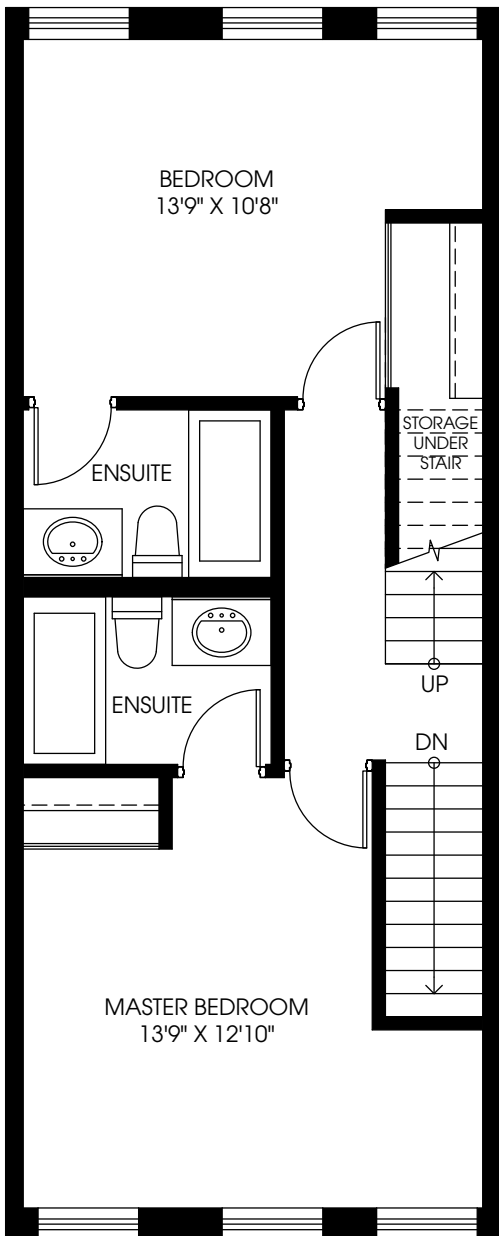 BEDROOM
13'9" X 10'8"
STORAGE
UNDER
STAIR
ENSUITE
ENSUITE
UP
DN
MASTER BEDROOM
13'9" X 12'10"